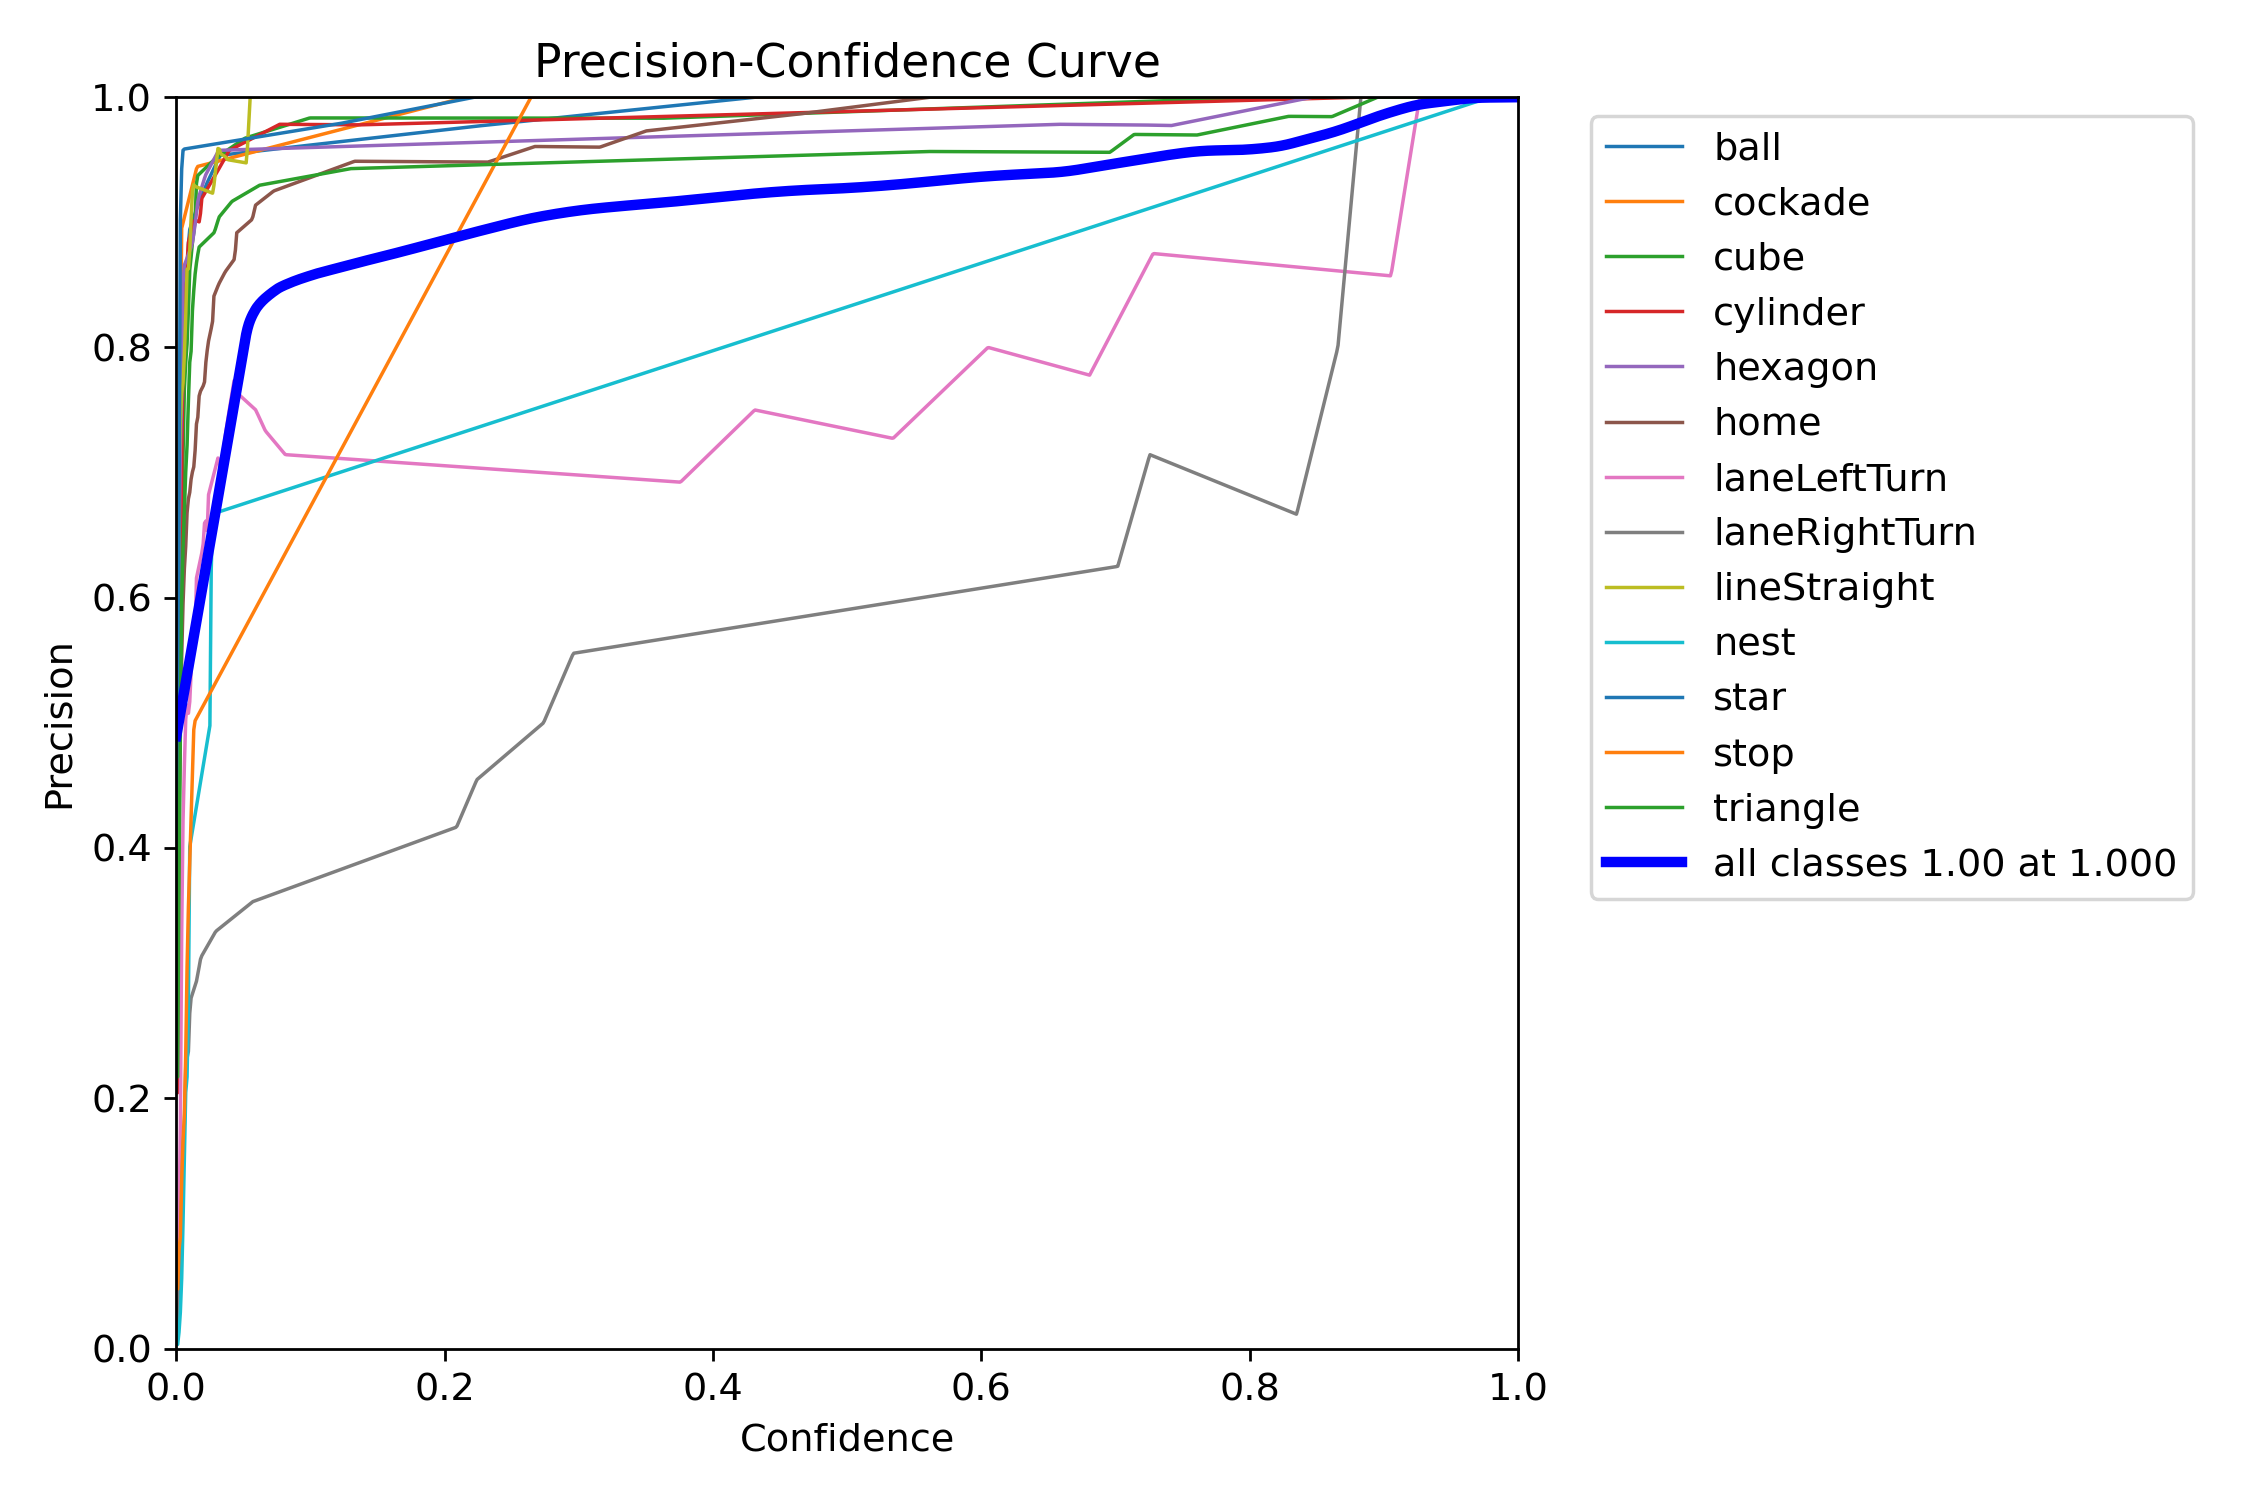 Precision-Confidence Curve
1.0
0.8
0.6
0.4
0.2
0.0
Precision
0.0 0.2 0.4 0.6 0.8 1.0
Confidence
ball
cockade
cube
cylinder
hexagon
home
laneLeftTurn
laneRightTurn
lineStraight
nest
star
stop
triangle
all classes 1.00 at 1.000